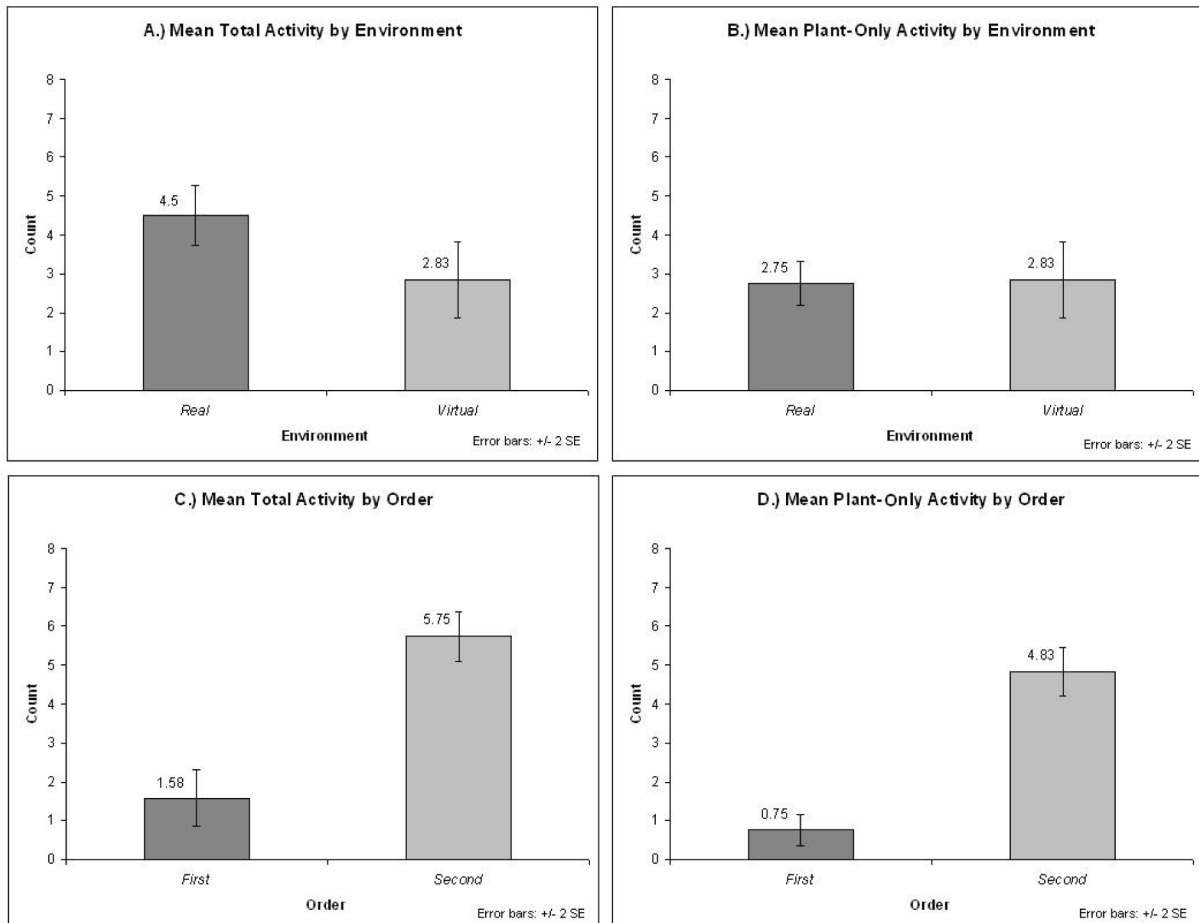 A.) Mean Total Activity by Environment
8
7
6
5
4
3
2
1
0
Count
4.5
2.83
Real Virtual
Environment
Error bars: +/- 2 SE
B.) Mean Plant-Only Activity by Environment
8
7
6
5
4
3
2
1
0
Count
2.75
2.83
Real Virtual
Environment
Error bars: +/- 2 SE
C.) Mean Total Activity by Order
8
7
6
5
4
3
2
1
0
Count
1.58
5.75
First Second
Order
Error bars: +/- 2 SE
D.) Mean Plant-Only Activity by Order
8
7
6
5
4
3
2
1
0
Count
0.75
4.83
First Second
Order
Error bars: +/- 2 SE